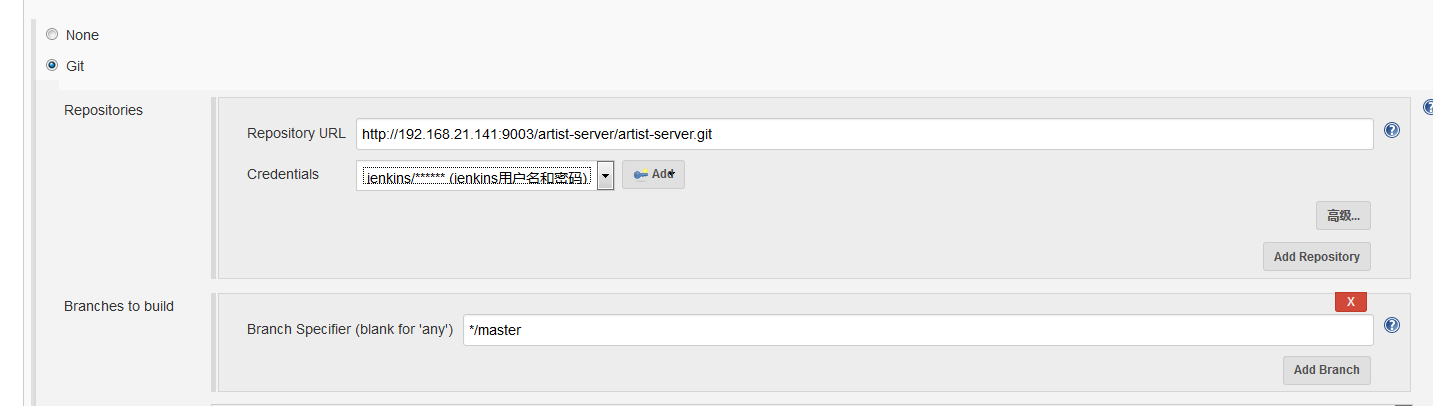 None
Git
Repositories
Repository URL http://192.168.21.141:9003/artist-server/artist-server.git
Credentials jenkins/****** (jenkins用户名和密码) Add
高级...
Add Repository
Branches to build
X
Branch Specifier (blank for 'any') */master
Add Branch